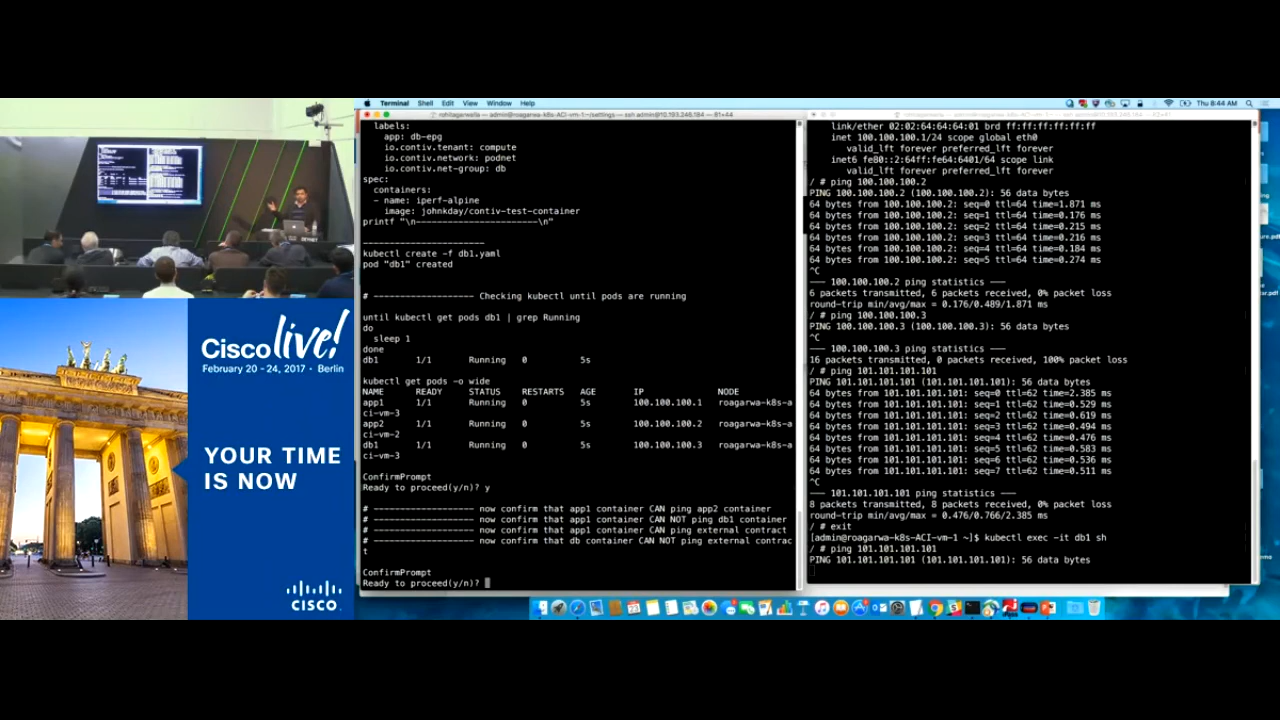 Terminal Shell Edit View Window Help
Thu 8:44 AM
rohitagarwalla — admin@roagarwa-k8s-ACI-vm-1:~/settings — ssh admin@10.193.246.184 — 81×44
labels:
app: db-epg
io.contiv.tenant: compute
io.contiv.network: podnet
io.contiv.net-group: db
spec:
containers:
- name: iperf-alpine
image: johnkday/contiv-test-container
printf "\n-------------------------\n"
-------------------------
kubectl create -f db1.yaml
pod "db1" created
# -------------------- Checking kubectl until pods are running
until kubectl get pods db1 | grep Running
do
sleep 1
done
db1 1/1 Running 0 5s
kubectl get pods -o wide
NAME READY STATUS RESTARTS AGE IP NODE
app1 1/1 Running 0 5s 100.100.100.1 roagarwa-k8s-a
ci-vm-3
app2 1/1 Running 0 5s 100.100.100.2 roagarwa-k8s-a
ci-vm-2
db1 1/1 Running 0 5s 100.100.100.3 roagarwa-k8s-a
ci-vm-3
ConfirmPrompt
Ready to proceed(y/n)? y
# -------------------- now confirm that app1 container CAN ping app2 container
# -------------------- now confirm that app1 container CAN NOT ping db1 container
# -------------------- now confirm that app1 container CAN ping external contract
# -------------------- now confirm that db container CAN NOT ping external contrac
t
ConfirmPrompt
Ready to proceed(y/n)?
link/ether 02:02:64:64:64:01 brd ff:ff:ff:ff:ff:ff
inet 100.100.100.1/24 scope global eth0
valid_lft forever preferred_lft forever
inet6 fe80::2:64ff:fe64:6401/64 scope link
valid_lft forever preferred_lft forever
/ # ping 100.100.100.2
PING 100.100.100.2 (100.100.100.2): 56 data bytes
64 bytes from 100.100.100.2: seq=0 ttl=64 time=1.871 ms
64 bytes from 100.100.100.2: seq=1 ttl=64 time=0.176 ms
64 bytes from 100.100.100.2: seq=2 ttl=64 time=0.215 ms
64 bytes from 100.100.100.2: seq=3 ttl=64 time=0.216 ms
64 bytes from 100.100.100.2: seq=4 ttl=64 time=0.184 ms
64 bytes from 100.100.100.2: seq=5 ttl=64 time=0.274 ms
^C
--- 100.100.100.2 ping statistics ---
6 packets transmitted, 6 packets received, 0% packet loss
round-trip min/avg/max = 0.176/0.489/1.871 ms
/ # ping 100.100.100.3
PING 100.100.100.3 (100.100.100.3): 56 data bytes
^C
--- 100.100.100.3 ping statistics ---
16 packets transmitted, 0 packets received, 100% packet loss
/ # ping 101.101.101.101
PING 101.101.101.101 (101.101.101.101): 56 data bytes
64 bytes from 101.101.101.101: seq=0 ttl=62 time=2.385 ms
64 bytes from 101.101.101.101: seq=1 ttl=62 time=0.529 ms
64 bytes from 101.101.101.101: seq=2 ttl=62 time=0.619 ms
64 bytes from 101.101.101.101: seq=3 ttl=62 time=0.494 ms
64 bytes from 101.101.101.101: seq=4 ttl=62 time=0.476 ms
64 bytes from 101.101.101.101: seq=5 ttl=62 time=0.583 ms
64 bytes from 101.101.101.101: seq=6 ttl=62 time=0.536 ms
64 bytes from 101.101.101.101: seq=7 ttl=62 time=0.511 ms
^C
--- 101.101.101.101 ping statistics ---
8 packets transmitted, 8 packets received, 0% packet loss
round-trip min/avg/max = 0.476/0.766/2.385 ms
/ # exit
[admin@roagarwa-k8s-ACI-vm-1 ~]$ kubectl exec -it db1 sh
/ # ping 101.101.101.101
PING 101.101.101.101 (101.101.101.101): 56 data bytes
Cisco live!
February 20 - 24, 2017 • Berlin
YOUR TIME
IS NOW
CISCO